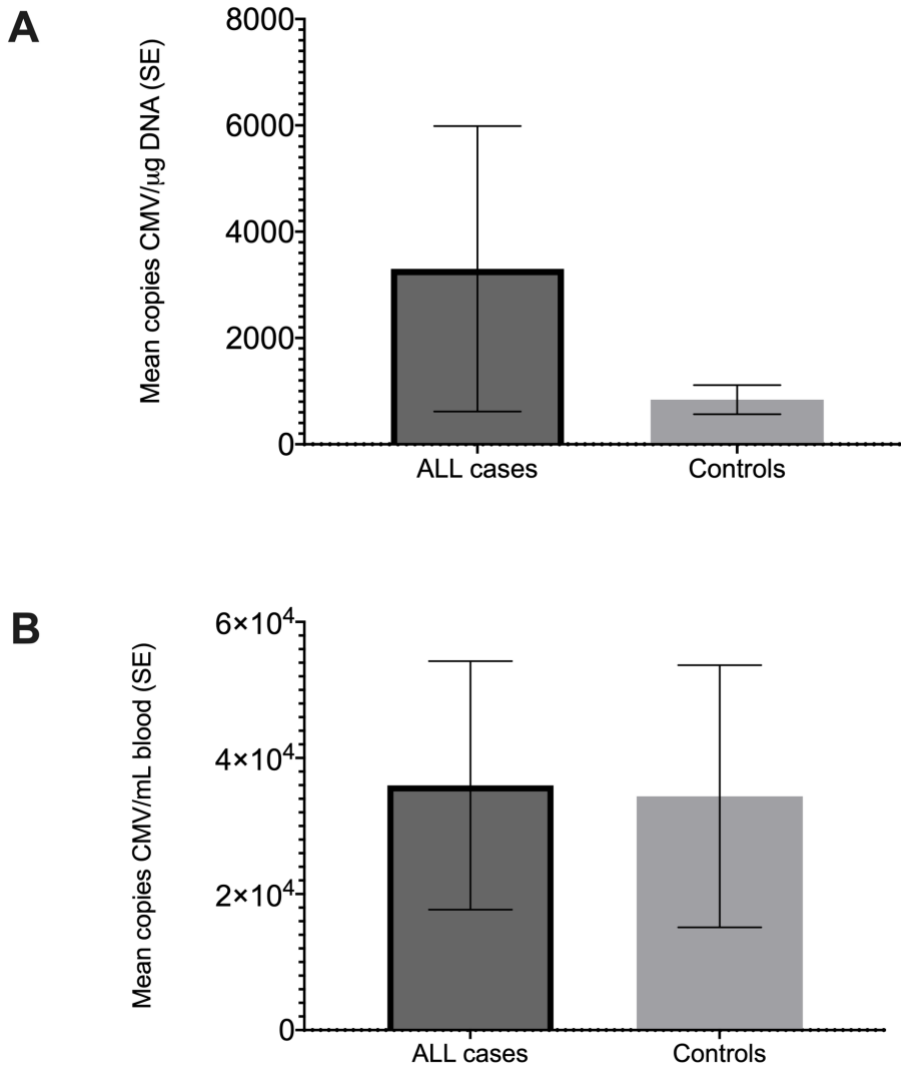 A
Mean copies CMV/µg DNA (SE)
8000
6000
4000
2000
0
ALL cases
Controls
B
Mean copies CMV/mL blood (SE)
6×10⁴
4×10⁴
2×10⁴
0
ALL cases
Controls